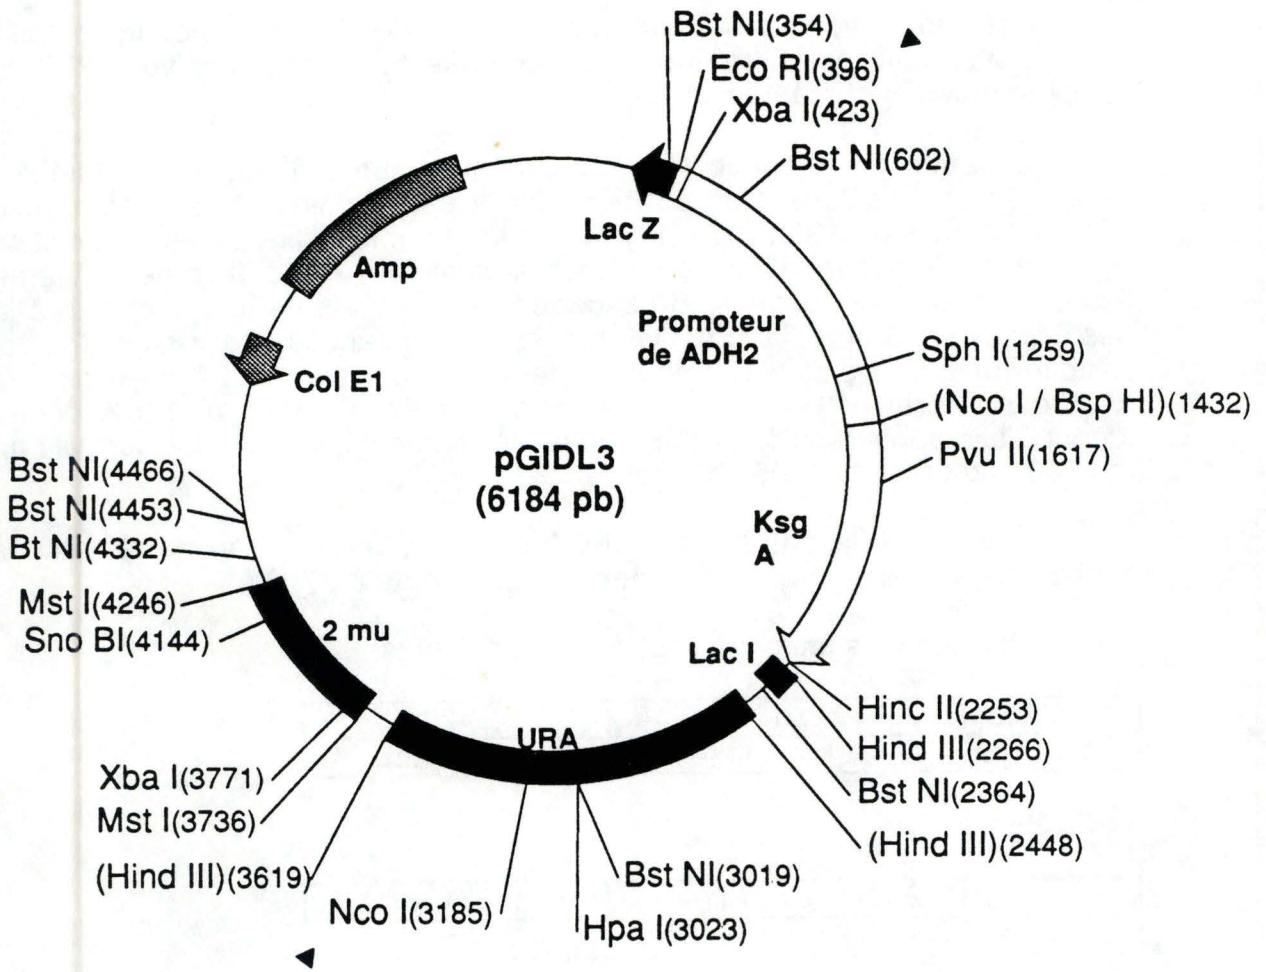 Bst NI(354)
Eco RI(396)
Xba I(423)
Bst NI(602)
Lac Z
Amp
Promoteur
de ADH2
Sph I(1259)
Col E1
(Nco I / Bsp HI)(1432)
Pvu II(1617)
pGIDL3
(6184 pb)
Bst NI(4466)
Bst NI(4453)
Bt NI(4332)
Ksg
A
Mst I(4246)
Sno BI(4144)
2 mu
Lac I
Hinc II(2253)
Hind III(2266)
Bst NI(2364)
(Hind III)(2448)
URA
Xba I(3771)
Mst I(3736)
(Hind III)(3619)
Nco I(3185)
Bst NI(3019)
Hpa I(3023)